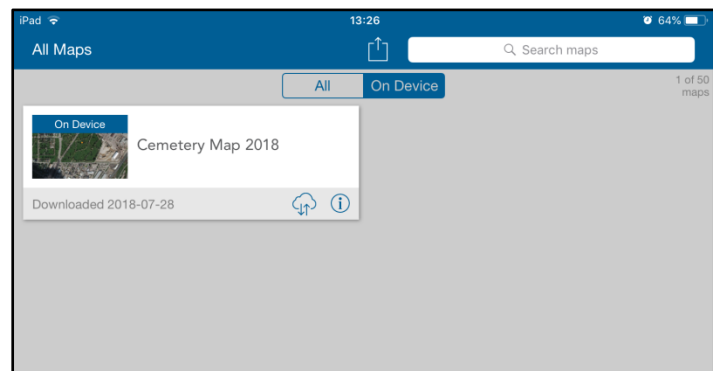 iPad 13:26 64%
All Maps Search maps
All On Device 1 of 50
maps
On Device
Cemetery Map 2018
Downloaded 2018-07-28